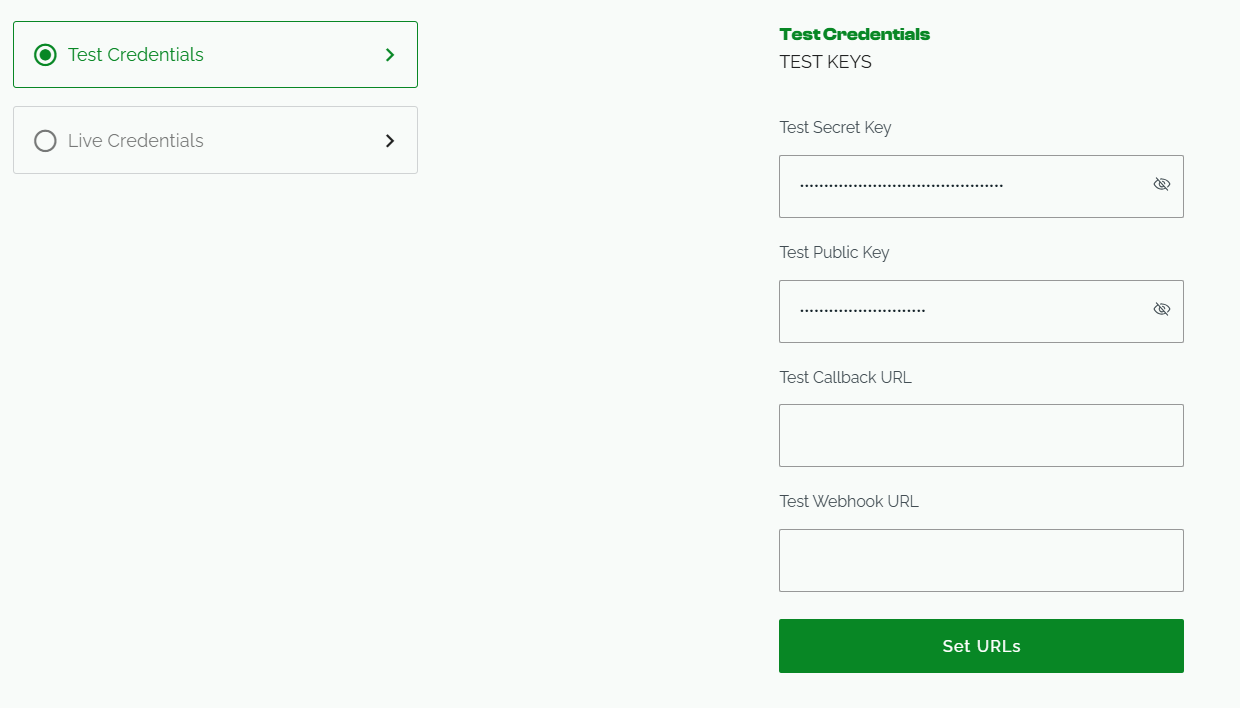 Test Credentials
Live Credentials
Test Credentials
TEST KEYS
Test Secret Key
Test Public Key
Test Callback URL
Test Webhook URL
Set URLs